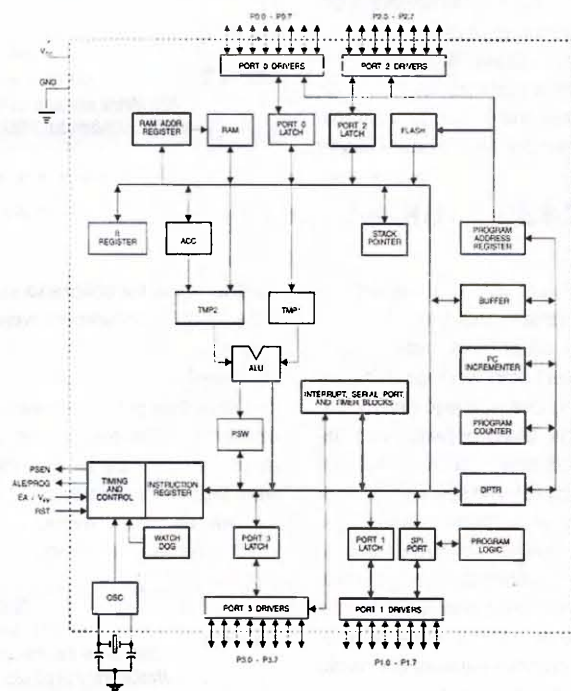 P0.0 - P0.7
P2.0 - P2.7
VCC
GND
PORT 0 DRIVERS
PORT 2 DRIVERS
RAM ADDR.
REGISTER
RAM
PORT 0
LATCH
PORT 2
LATCH
FLASH
B
REGISTER
ACC
STACK
POINTER
PROGRAM
ADDRESS
REGISTER
BUFFER
TMP2
TMP1
ALU
PC
INCREMENTER
INTERRUPT, SERIAL PORT,
AND TIMER BLOCKS
PSW
PROGRAM
COUNTER
PSEN
ALE/PROG
EA / VPP
RST
TIMING
AND
CONTROL
INSTRUCTION
REGISTER
DPTR
WATCH
DOG
PORT 3
LATCH
PORT 1
LATCH
SPI
PORT
PROGRAM
LOGIC
OSC
PORT 3 DRIVERS
PORT 1 DRIVERS
P3.0 - P3.7
P1.0 - P1.7